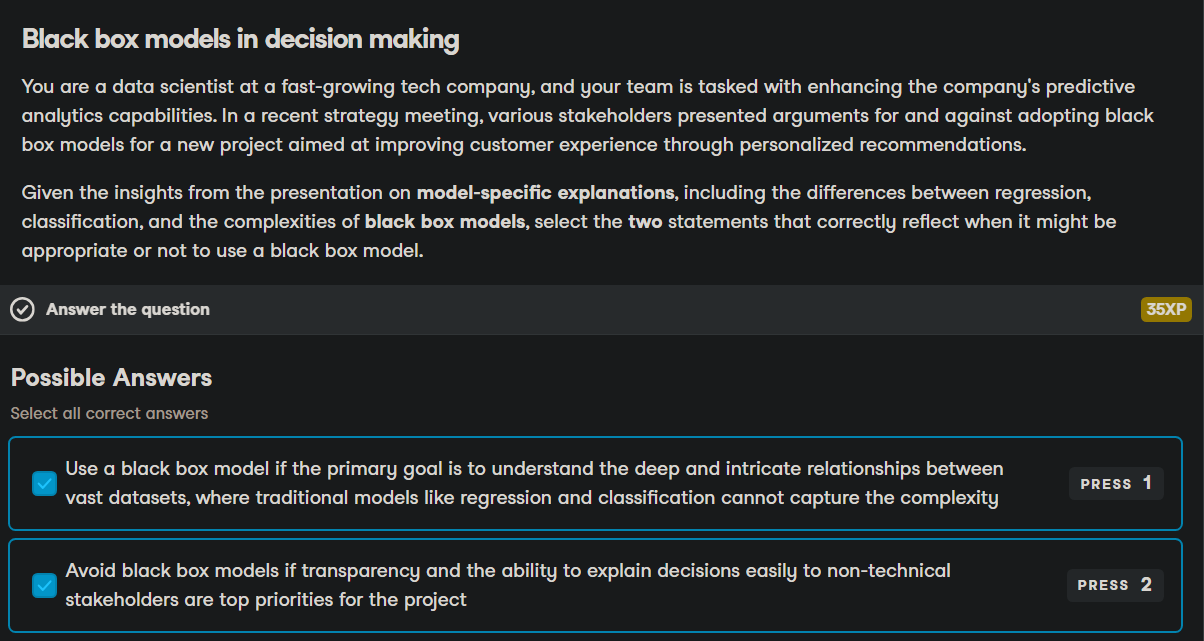 Black box models in decision making
You are a data scientist at a fast-growing tech company, and your team is tasked with enhancing the company's predictive
analytics capabilities. In a recent strategy meeting, various stakeholders presented arguments for and against adopting black
box models for a new project aimed at improving customer experience through personalized recommendations.
Given the insights from the presentation on model-specific explanations, including the differences between regression,
classification, and the complexities of black box models, select the two statements that correctly reflect when it might be
appropriate or not to use a black box model.
Answer the question
35XP
Possible Answers
Select all correct answers
Use a black box model if the primary goal is to understand the deep and intricate relationships between
vast datasets, where traditional models like regression and classification cannot capture the complexity
PRESS 1
Avoid black box models if transparency and the ability to explain decisions easily to non-technical
stakeholders are top priorities for the project
PRESS 2